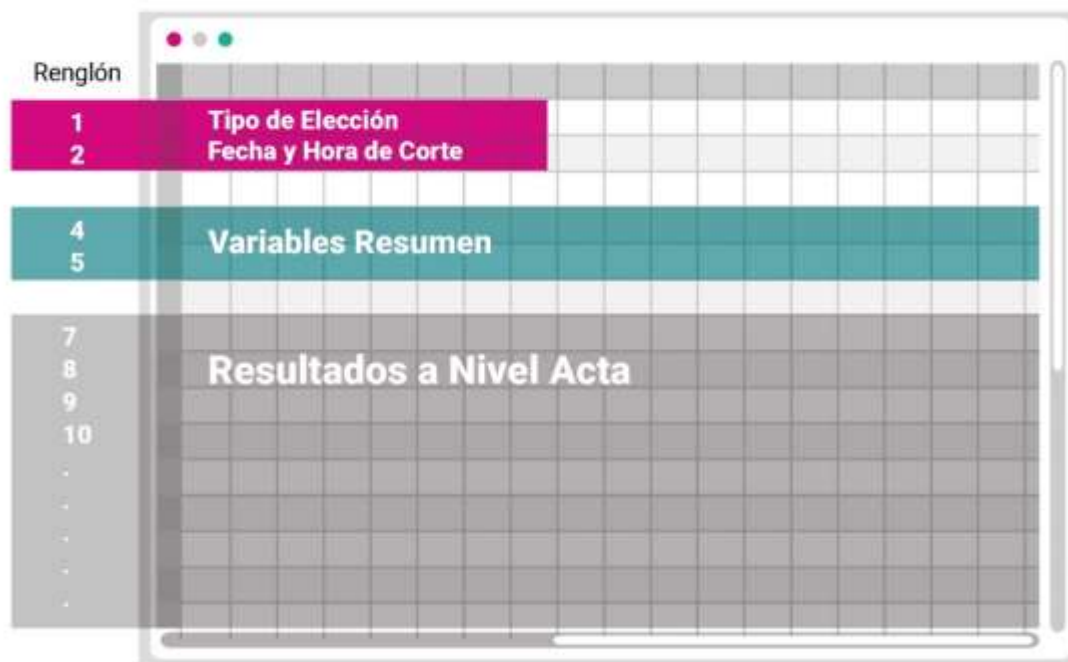 Renglón
1 Tipo de Elección
2 Fecha y Hora de Corte
4
Variables Resumen
5
7
8 Resultados a Nivel Acta
9
10
.
.
.
.
.